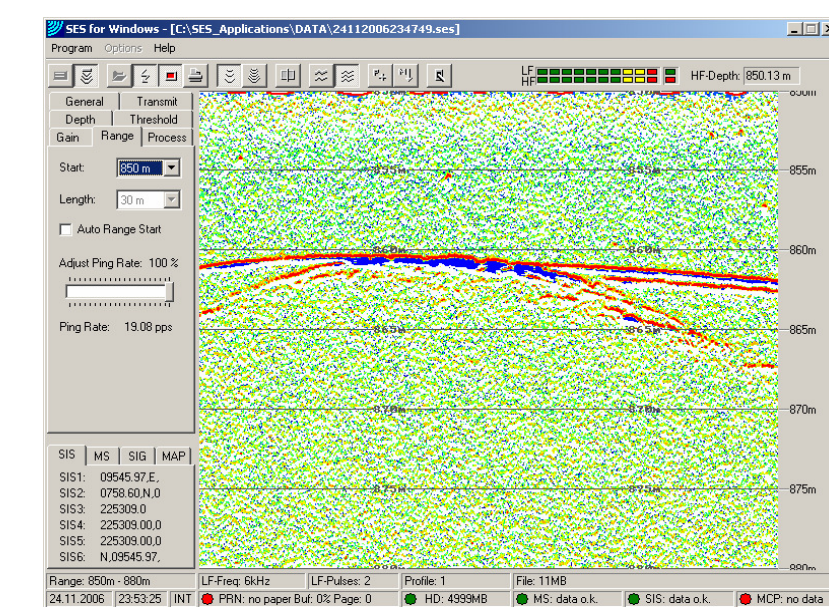 SES for Windows - [C:\SES_Applications\DATA\24112006234749.ses]
Program Options Help
LF
HF
HF-Depth: 850.13 m
General Transmit
Depth Threshold
Gain Range Process
Start: 850 m
Length: 30 m
Auto Range Start
Adjust Ping Rate: 100 %
Ping Rate: 19.08 pps
850m
855m 855m 855m
860m 860m 860m
865m 865m 865m
870m 870m 870m
875m 875m 875m
880m 880m 880m
SIS MS SIG MAP
SIS1: 09545.97,E,
SIS2: 0758.60,N,0
SIS3: 225309.0
SIS4: 225309.00,0
SIS5: 225309.00,0
SIS6: N,09545.97,
Range: 850m - 880m LF-Freq: 6kHz LF-Pulses: 2 Profile: 1 File: 11MB
24.11.2006 23:53:25 INT PRN: no paper Buf: 0% Page: 0 HD: 4999MB MS: data o.k. SIS: data o.k. MCP: no data